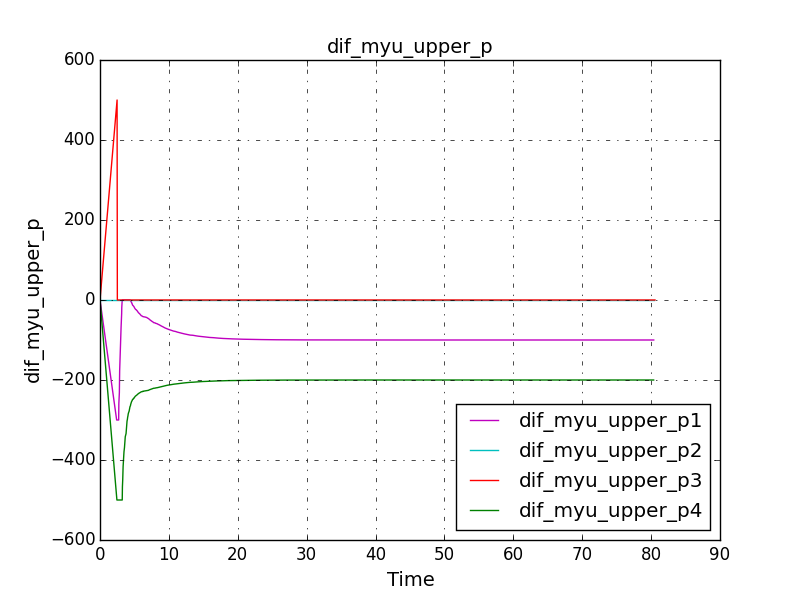 dif_myu_upper_p
600
400
200
0
−200
−400
−600
dif_myu_upper_p
0 10 20 30 40 50 60 70 80 90
Time
dif_myu_upper_p1
dif_myu_upper_p2
dif_myu_upper_p3
dif_myu_upper_p4